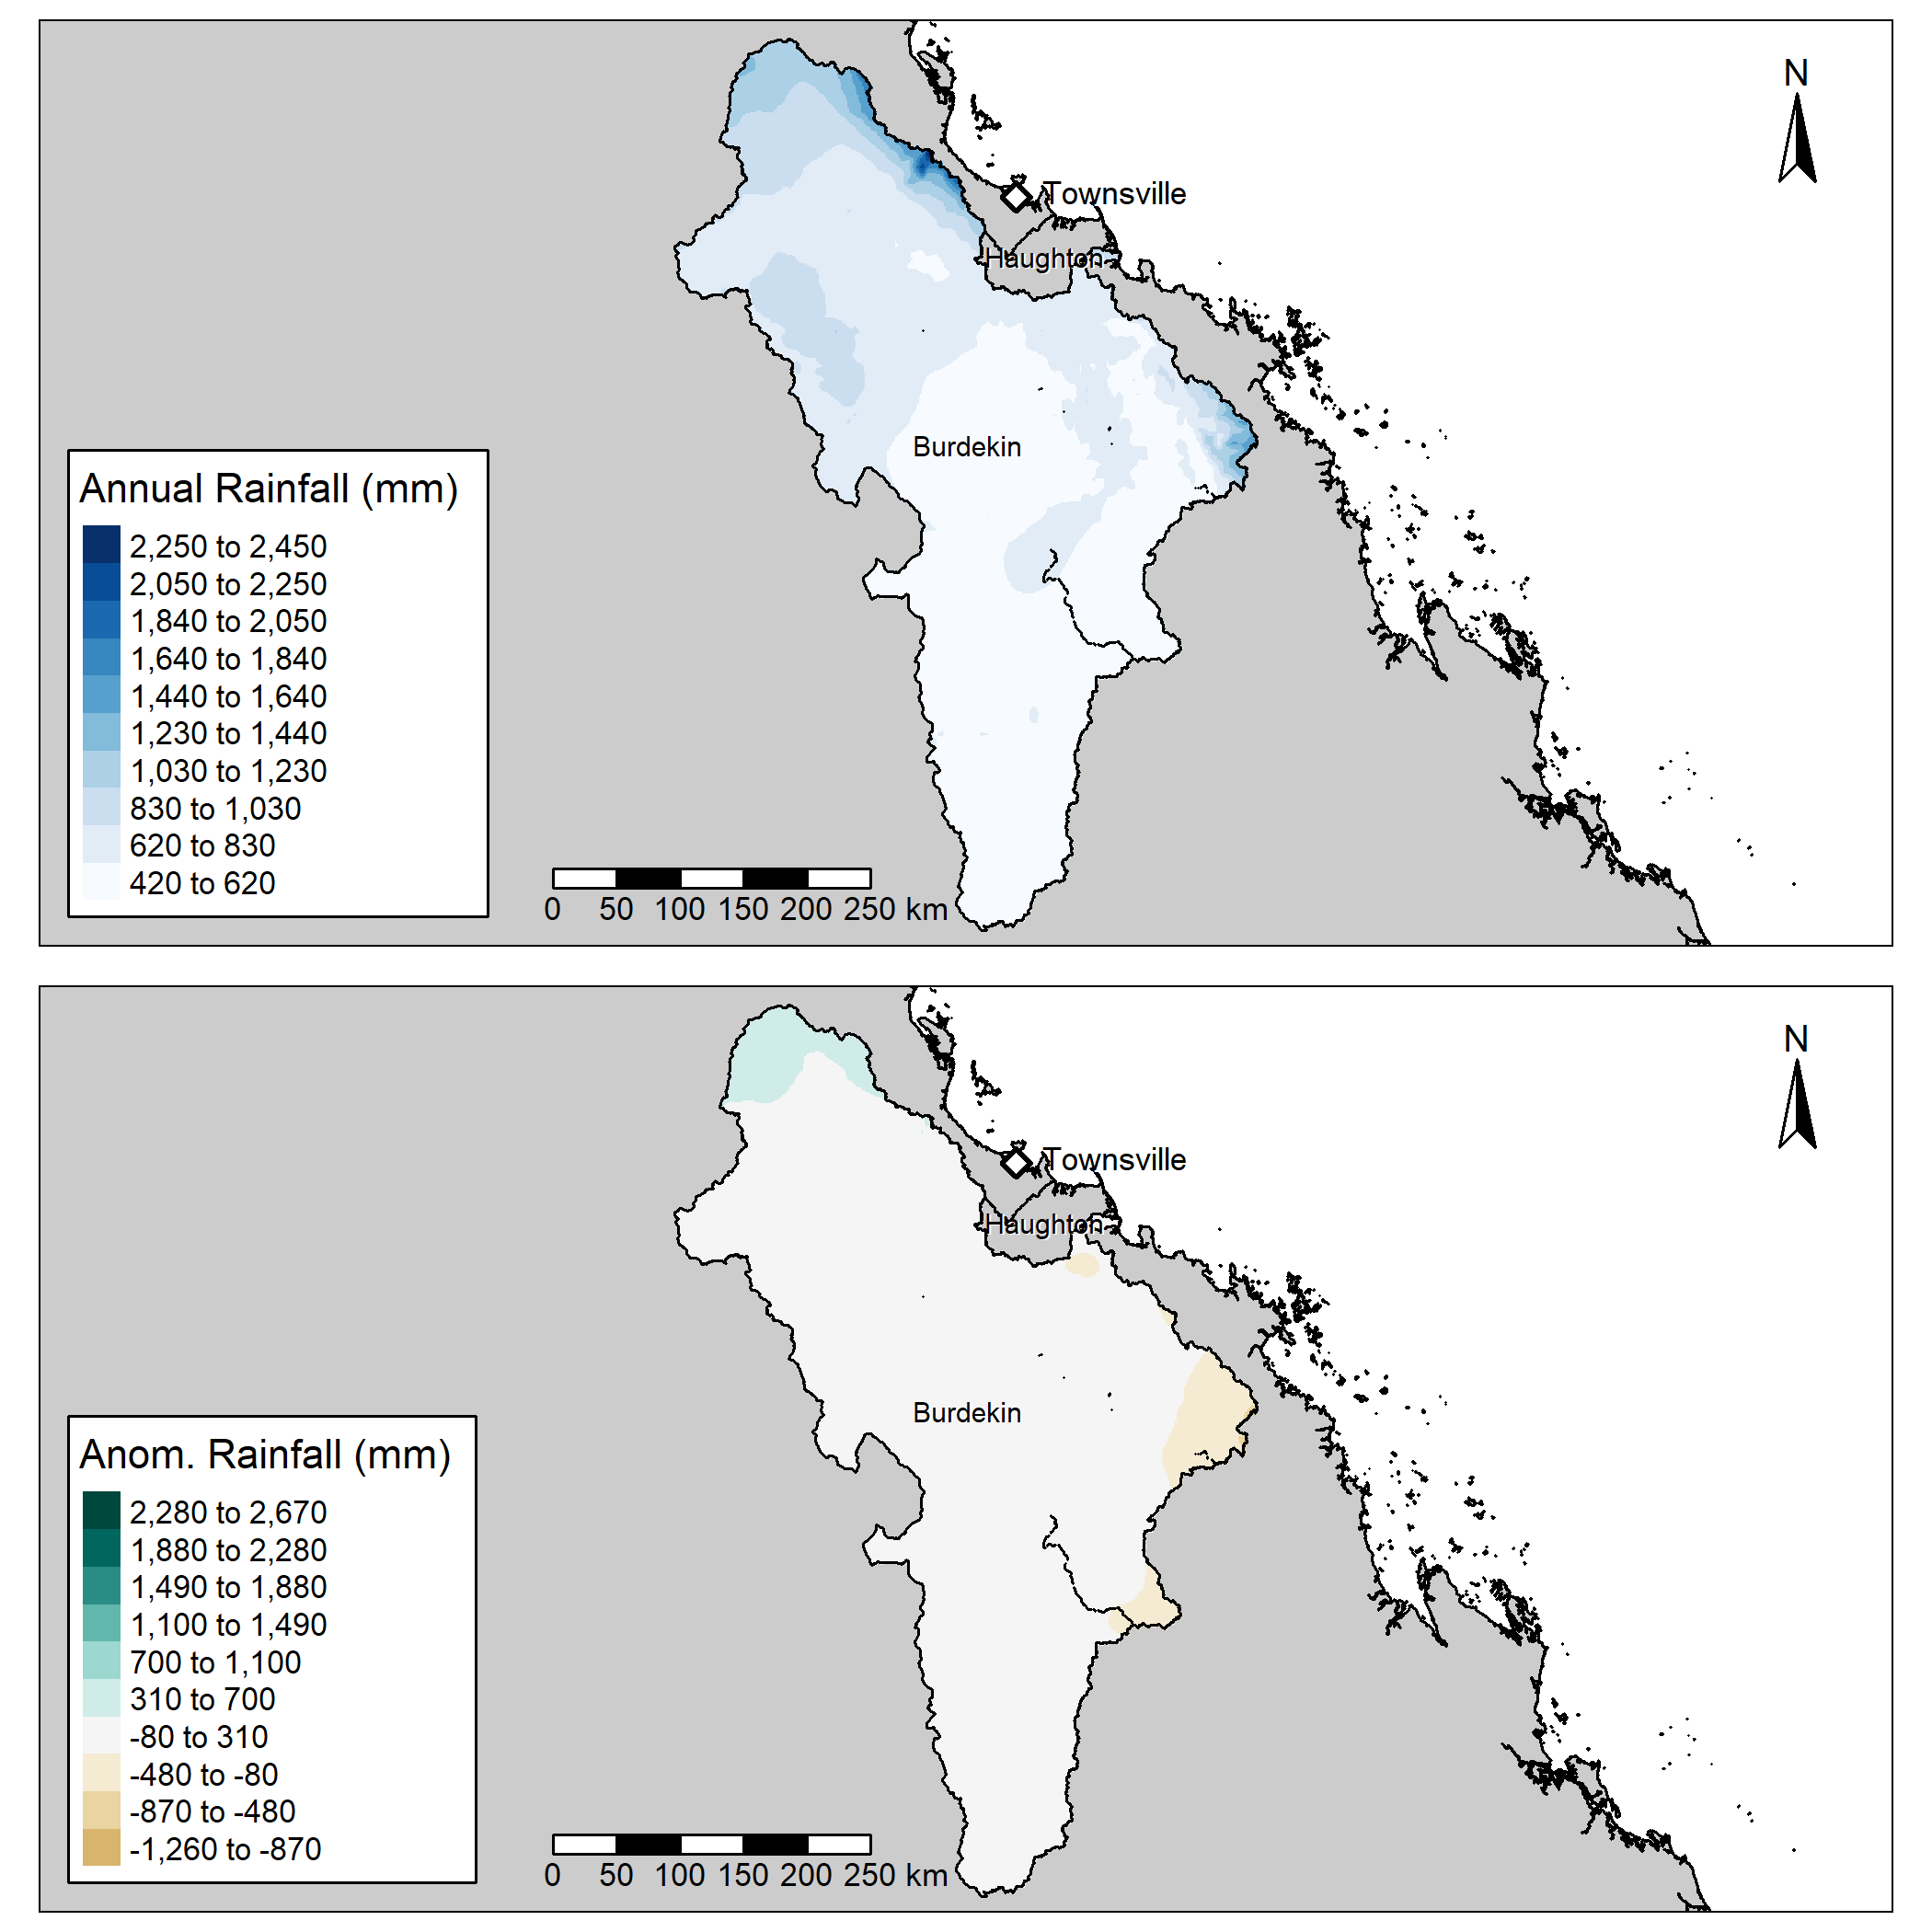 N
Townsville
Haughton
Burdekin
Annual Rainfall (mm)
2,250 to 2,450
2,050 to 2,250
1,840 to 2,050
1,640 to 1,840
1,440 to 1,640
1,230 to 1,440
1,030 to 1,230
830 to 1,030
620 to 830
420 to 620
0 50 100 150 200 250 km
N
Townsville
Haughton
Burdekin
Anom. Rainfall (mm)
2,280 to 2,670
1,880 to 2,280
1,490 to 1,880
1,100 to 1,490
700 to 1,100
310 to 700
-80 to 310
-480 to -80
-870 to -480
-1,260 to -870
0 50 100 150 200 250 km